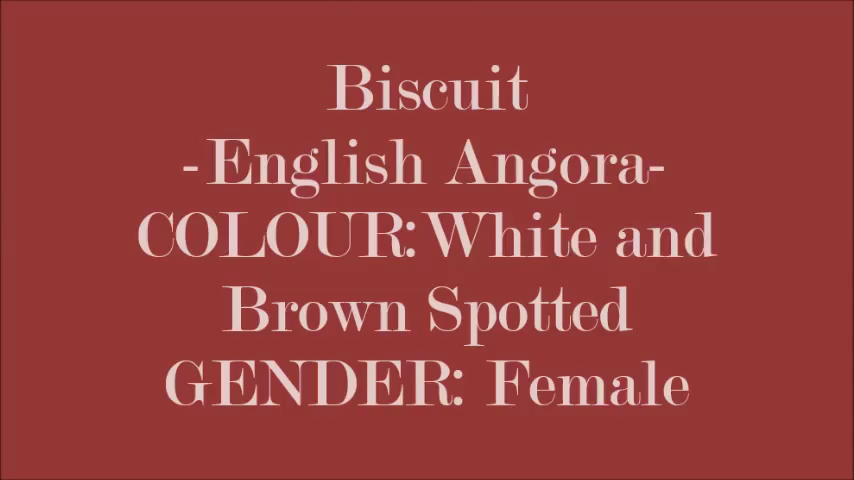 Biscuit
-English Angora-
COLOUR: White and
Brown Spotted
GENDER: Female